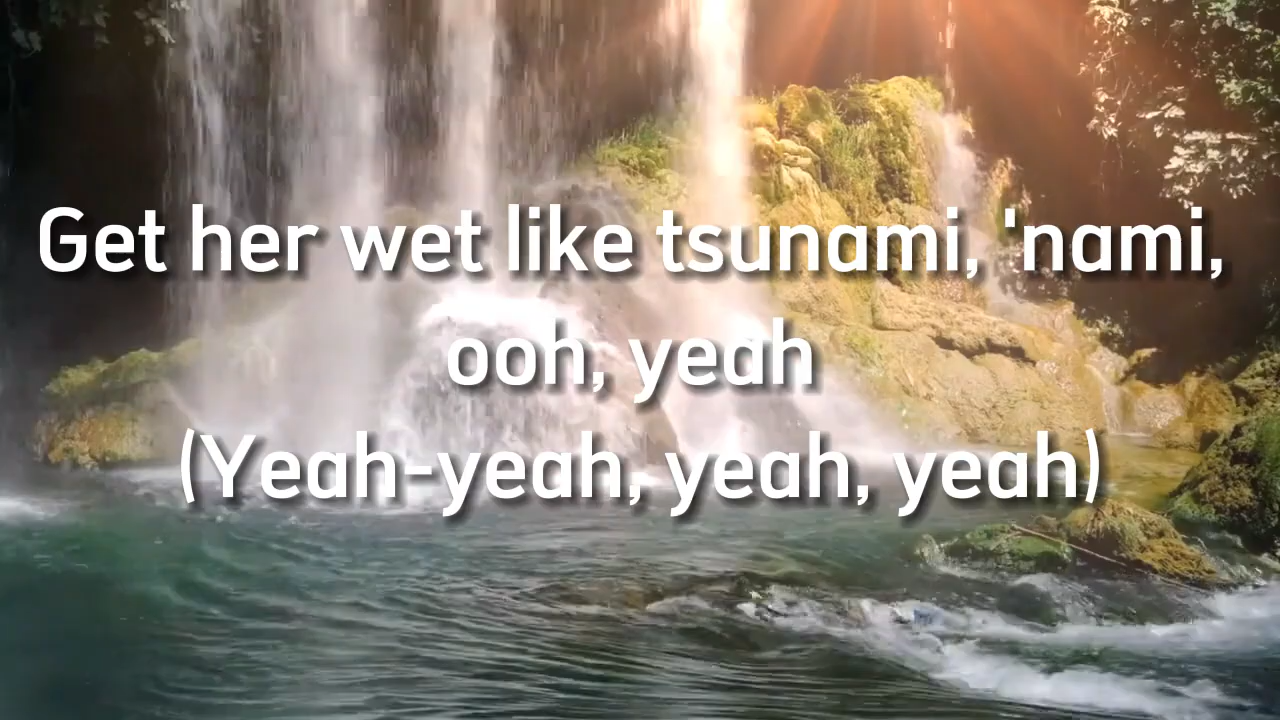 Get her wet like tsunami, 'nami,
ooh, yeah
(Yeah-yeah, yeah, yeah)